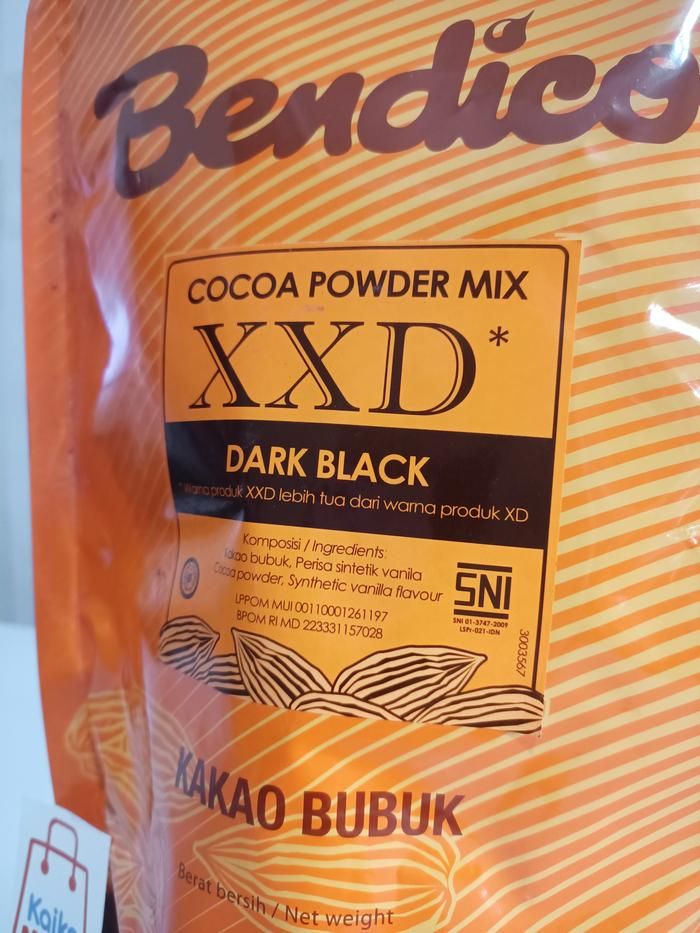 Bendico
COCOA POWDER MIX
XXD*
DARK BLACK
* Warna produk XXD lebih tua dari warna produk XD
Komposisi / Ingredients:
Kakao bubuk, Perisa sintetik vanila
Cocoa powder, Synthetic vanilla flavour
LPPOM MUI 00110001261197
BPOM RI MD 223331157028
SNI
SNI 01-3747-2009
LSPr-021-IDN
3003567
KAKAO BUBUK
Berat bersih / Net weight